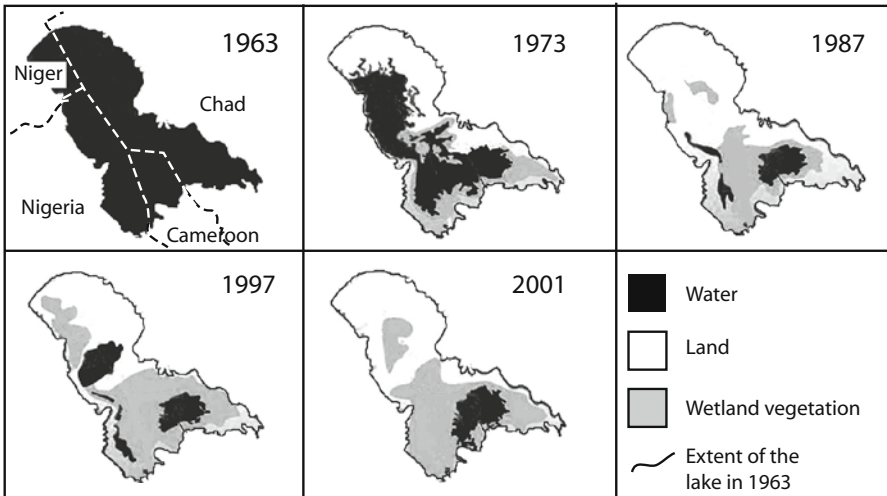 1963
Niger
Chad
Nigeria
Cameroon
1973
1987
1997
2001
Water
Land
Wetland vegetation
Extent of the
lake in 1963